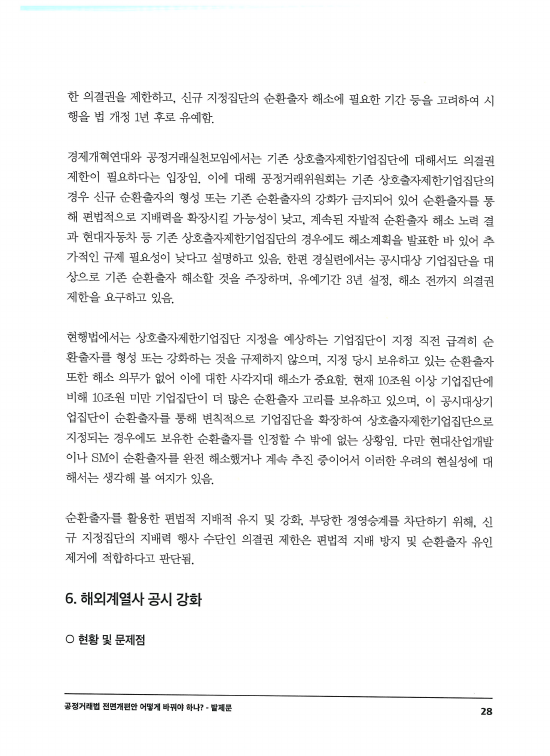 한 의결권을 제한하고, 신규 지정집단의 순환출자 해소에 필요한 기간 등을 고려하여 시
행을 법 개정 1년 후로 유예함.
경제개혁연대와 공정거래실천모임에서는 기존 상호출자제한기업집단에 대해서도 의결권
제한이 필요하다는 입장임. 이에 대해 공정거래위원회는 기존 상호출자제한기업집단의
경우 신규 순환출자의 형성 또는 기존 순환출자의 강화가 금지되어 있어 순환출자를 통
해 편법적으로 지배력을 확장시킬 가능성이 낮고, 계속된 자발적 순환출자 해소 노력 결
과 현대자동차 등 기존 상호출자제한기업집단의 경우에도 해소계획을 발표한 바 있어 추
가적인 규제 필요성이 낮다고 설명하고 있음. 한편 경실련에서는 공시대상 기업집단을 대
상으로 기존 순환출자 해소할 것을 주장하며, 유예기간 3년 설정, 해소 전까지 의결권
제한을 요구하고 있음.
현행법에서는 상호출자제한기업집단 지정을 예상하는 기업집단이 지정 직전 급격히 순
환출자를 형성 또는 강화하는 것을 규제하지 않으며, 지정 당시 보유하고 있는 순환출자
또한 해소 의무가 없어 이에 대한 사각지대 해소가 중요함. 현재 10조원 이상 기업집단에
비해 10조원 미만 기업집단이 더 많은 순환출자 고리를 보유하고 있으며, 이 공시대상기
업집단이 순환출자를 통해 변칙적으로 기업집단을 확장하여 상호출자제한기업집단으로
지정되는 경우에도 보유한 순환출자를 인정할 수 밖에 없는 상황임. 다만 현대산업개발
이나 SM이 순환출자를 완전 해소했거나 계속 추진 중이어서 이러한 우려의 현실성에 대
해서는 생각해 볼 여지가 있음.
순환출자를 활용한 편법적 지배적 유지 및 강화, 부당한 경영승계를 차단하기 위해, 신
규 지정집단의 지배력 행사 수단인 의결권 제한은 편법적 지배 방지 및 순환출자 유인
제거에 적합하다고 판단됨.
6. 해외계열사 공시 강화
○ 현황 및 문제점
공정거래법 전면개편안 어떻게 바꿔야 하나? - 발제문
28